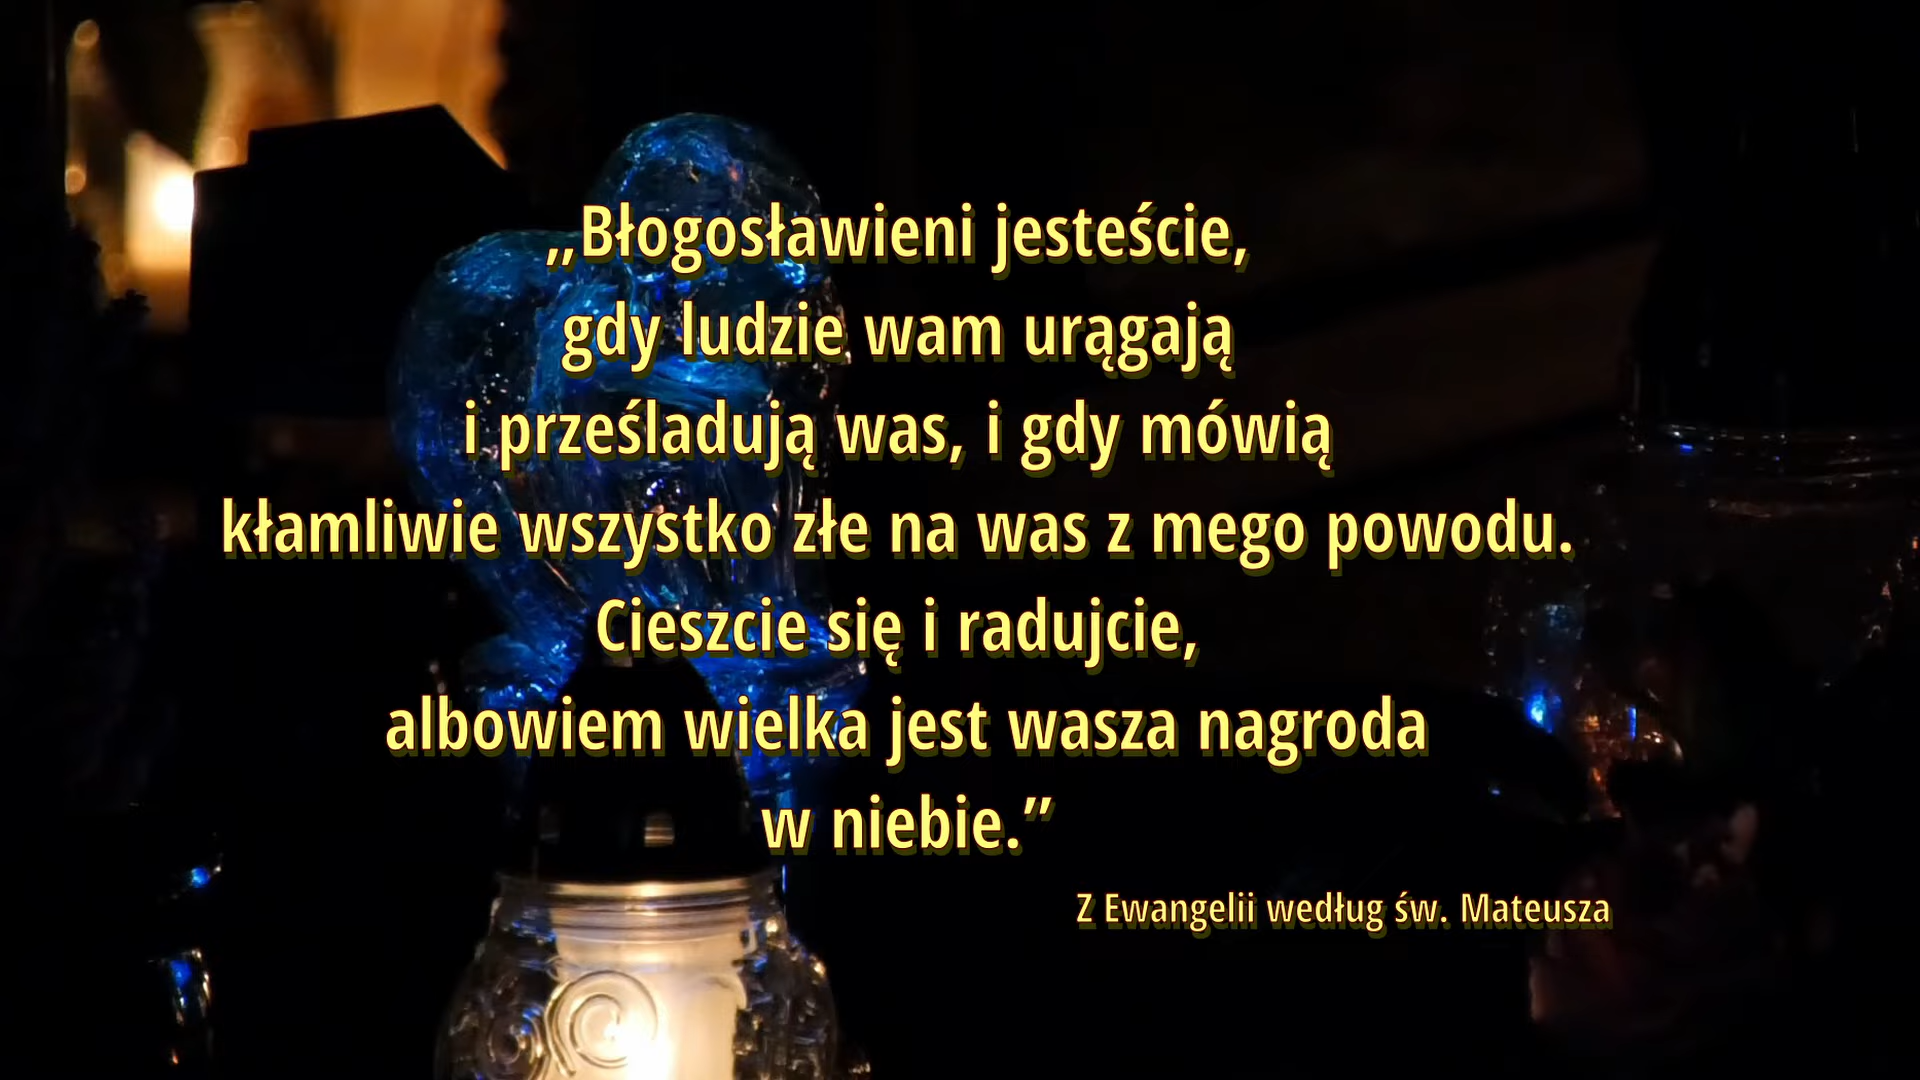 „Błogosławieni jesteście,
gdy ludzie wam urągają
i prześladują was, i gdy mówią
kłamliwie wszystko złe na was z mego powodu.
Cieszcie się i radujcie,
albowiem wielka jest wasza nagroda
w niebie.”
Z Ewangelii według św. Mateusza